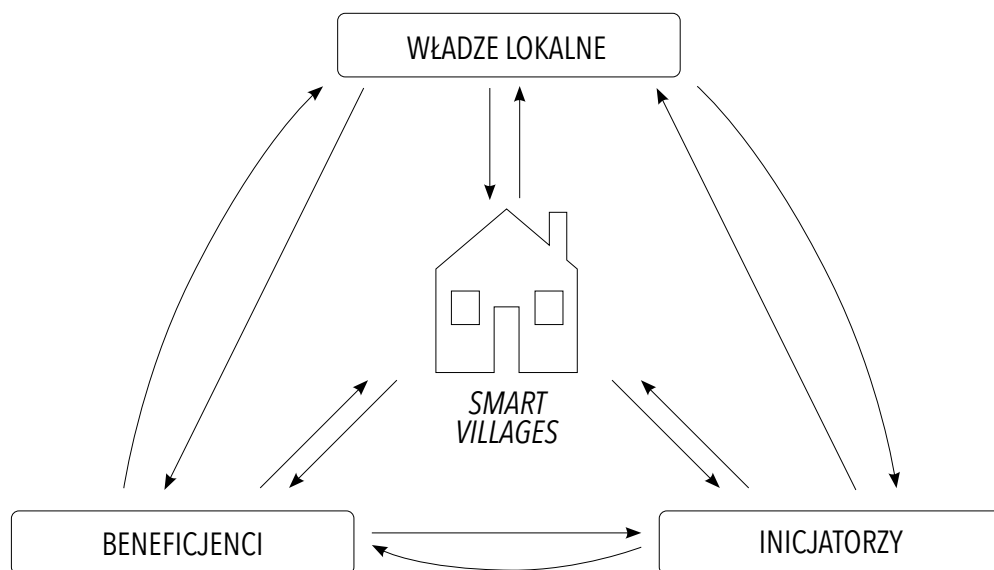 WŁADZE LOKALNE
SMART
VILLAGES
BENEFICJENCI
INICJATORZY